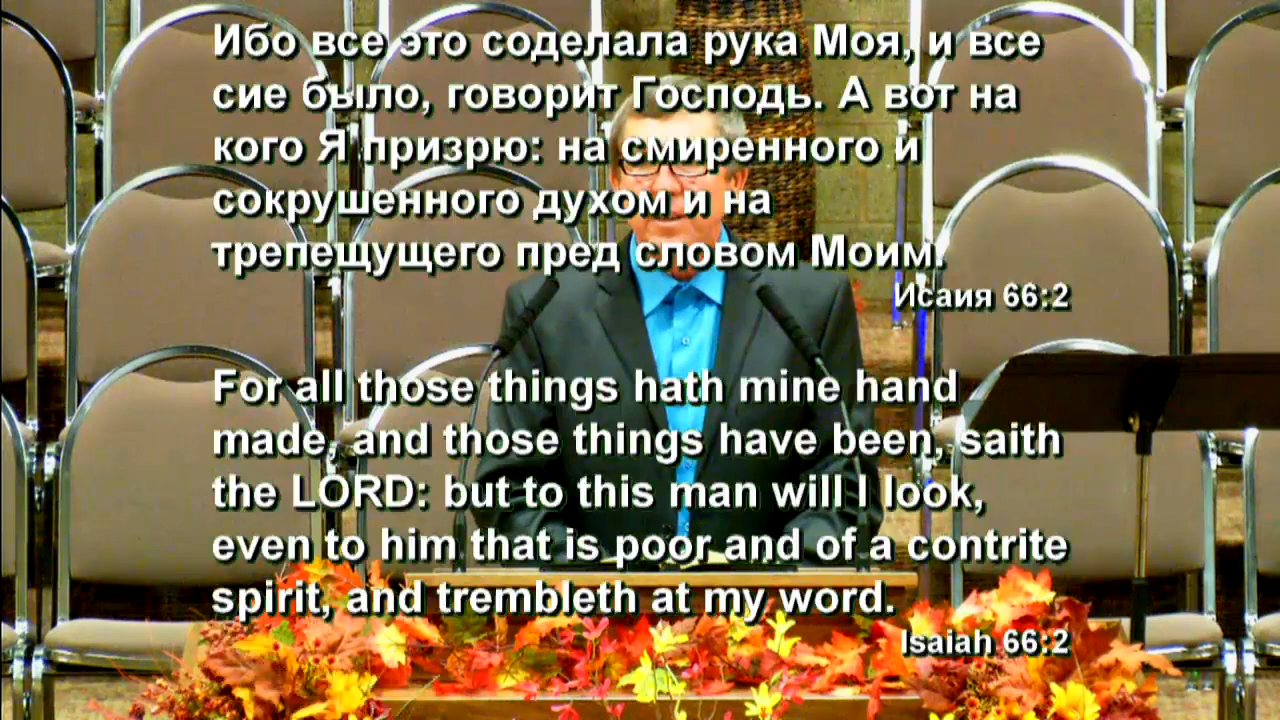 Ибо все это соделала рука Моя, и все
сие было, говорит Господь. А вот на
кого Я призрю: на смиренного и
сокрушенного духом и на
трепещущего пред словом Моим.
Исаия 66:2
For all those things hath mine hand
made, and those things have been, saith
the LORD: but to this man will I look,
even to him that is poor and of a contrite
spirit, and trembleth at my word.
Isaiah 66:2